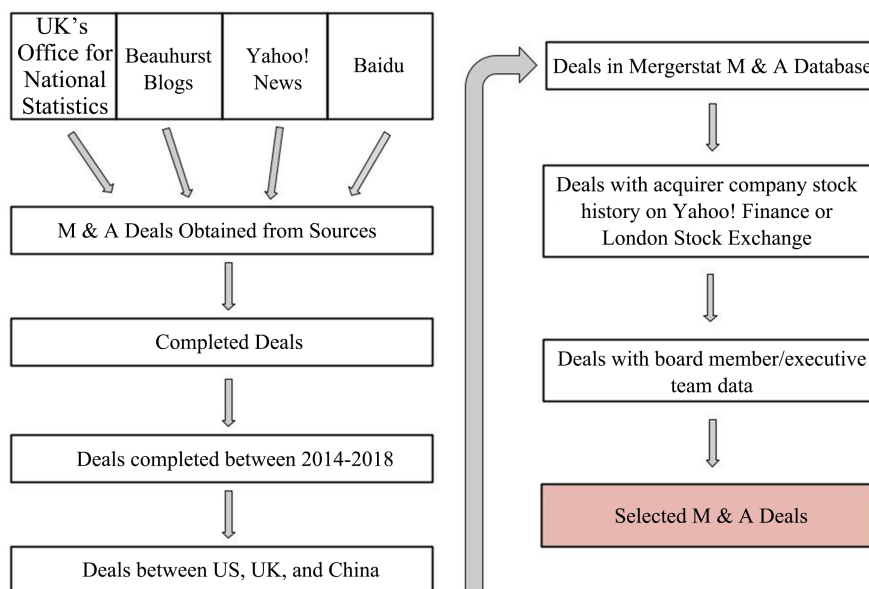 UK's
Office for
National
Statistics
Beauhurst
Blogs
Yahoo!
News
Baidu
M & A Deals Obtained from Sources
Completed Deals
Deals completed between 2014-2018
Deals between US, UK, and China
Deals in Mergerstat M & A Database
Deals with acquirer company stock
history on Yahoo! Finance or
London Stock Exchange
Deals with board member/executive
team data
Selected M & A Deals